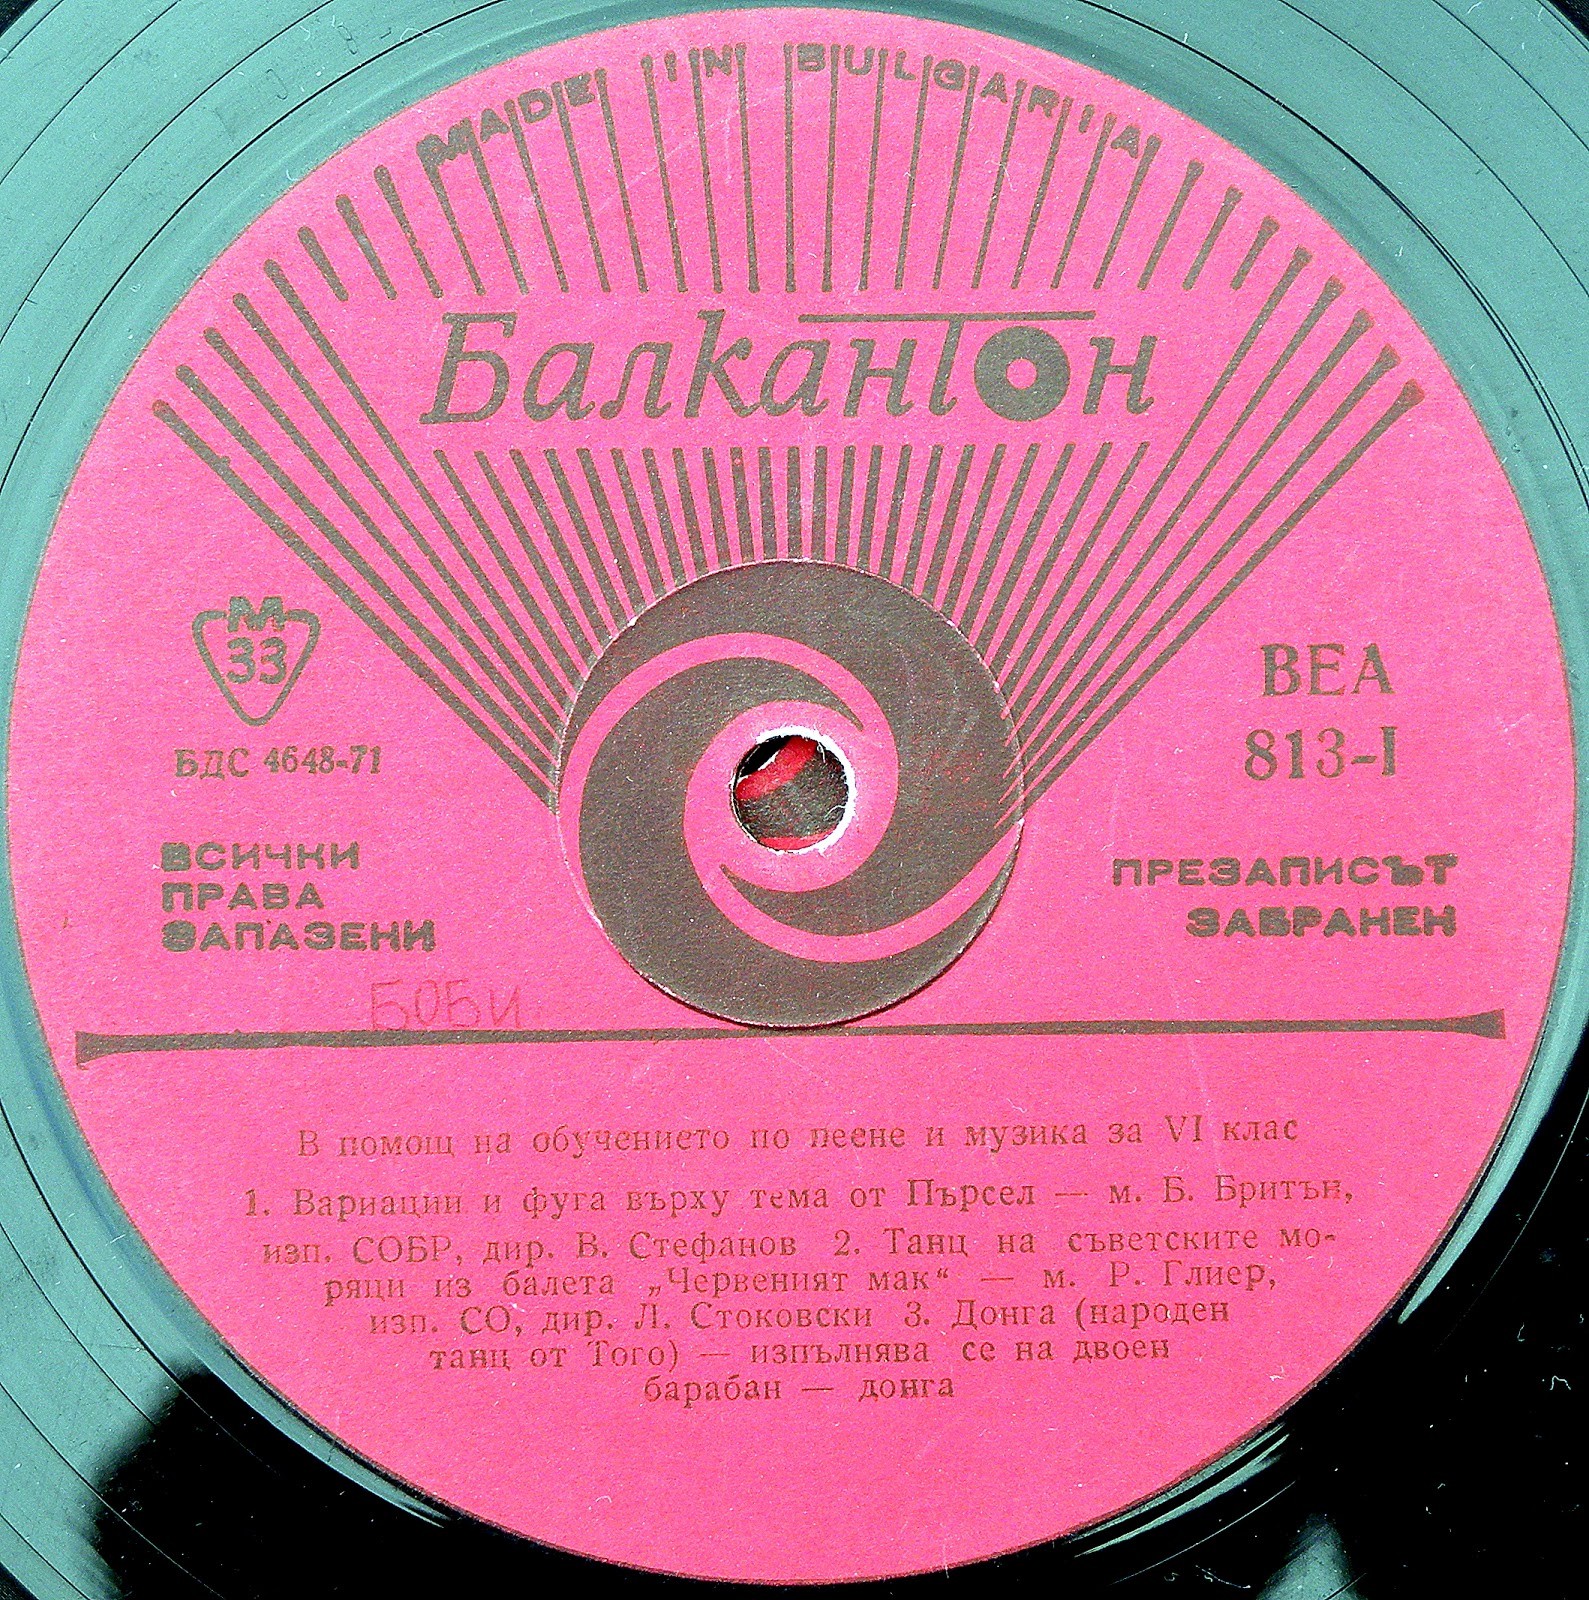 MADE IN BULGARIA
Балкантон
М
33
БДС 4648-71
ВЕА
813-I
ВСИЧКИ
ПРАВА
ЗАПАЗЕНИ
ПРЕЗАПИСЪТ
ЗАБРАНЕН
БОБИ
В помощ на обучението по пеене и музика за VI клас
1. Вариации и фуга върху тема от Пърсел — м. Б. Бритън,
изп. СОБР, дир. В. Стефанов 2. Танц на съветските мо-
ряци из балета „Червеният мак“ — м. Р. Глиер,
изп. СО, дир. Л. Стоковски 3. Донга (народен
танц от Того) — изпълнява се на двоен
барабан — донга